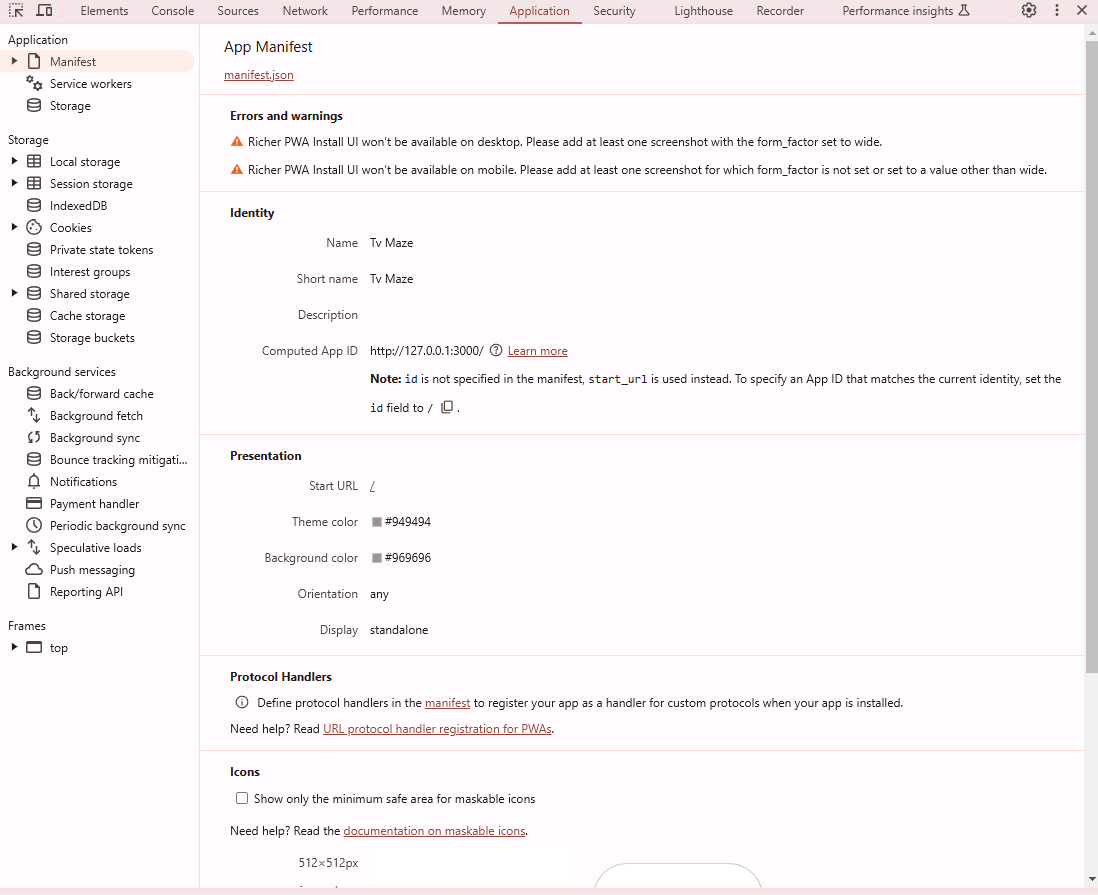 Elements Console Sources Network Performance Memory Application Security Lighthouse Recorder Performance insights
Application
Manifest
Service workers
Storage
Storage
Local storage
Session storage
IndexedDB
Cookies
Private state tokens
Interest groups
Shared storage
Cache storage
Storage buckets
Background services
Back/forward cache
Background fetch
Background sync
Bounce tracking mitigati...
Notifications
Payment handler
Periodic background sync
Speculative loads
Push messaging
Reporting API
Frames
top
App Manifest
manifest.json
Errors and warnings
Richer PWA Install UI won't be available on desktop. Please add at least one screenshot with the form_factor set to wide.
Richer PWA Install UI won't be available on mobile. Please add at least one screenshot for which form_factor is not set or set to a value other than wide.
Identity
Name Tv Maze
Short name Tv Maze
Description
Computed App ID http://127.0.0.1:3000/ Learn more
Note: id is not specified in the manifest, start_url is used instead. To specify an App ID that matches the current identity, set the
id field to / .
Presentation
Start URL /
Theme color #949494
Background color #969696
Orientation any
Display standalone
Protocol Handlers
Define protocol handlers in the manifest to register your app as a handler for custom protocols when your app is installed.
Need help? Read URL protocol handler registration for PWAs.
Icons
Show only the minimum safe area for maskable icons
Need help? Read the documentation on maskable icons.
512×512px